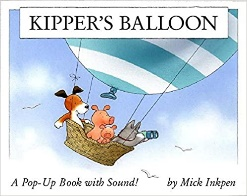 KIPPER'S BALLOON
A Pop-Up Book with Sound!
by Mick Inkpen